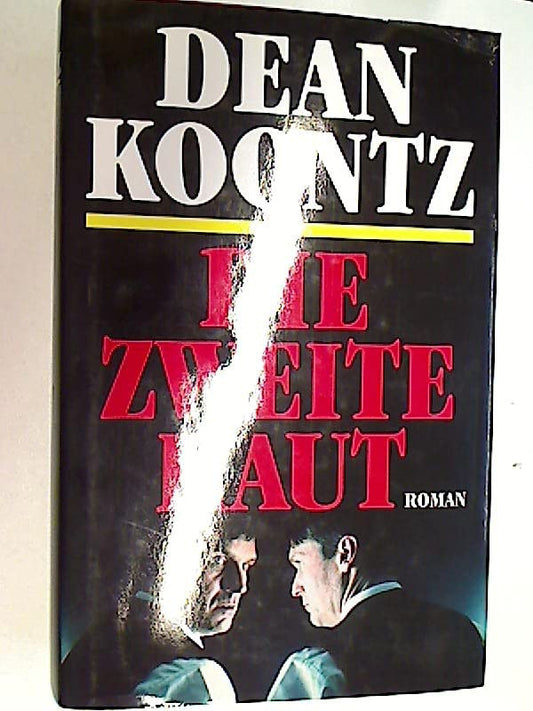 DEAN
KOONTZ
DIE
ZWEITE
HAUT
ROMAN